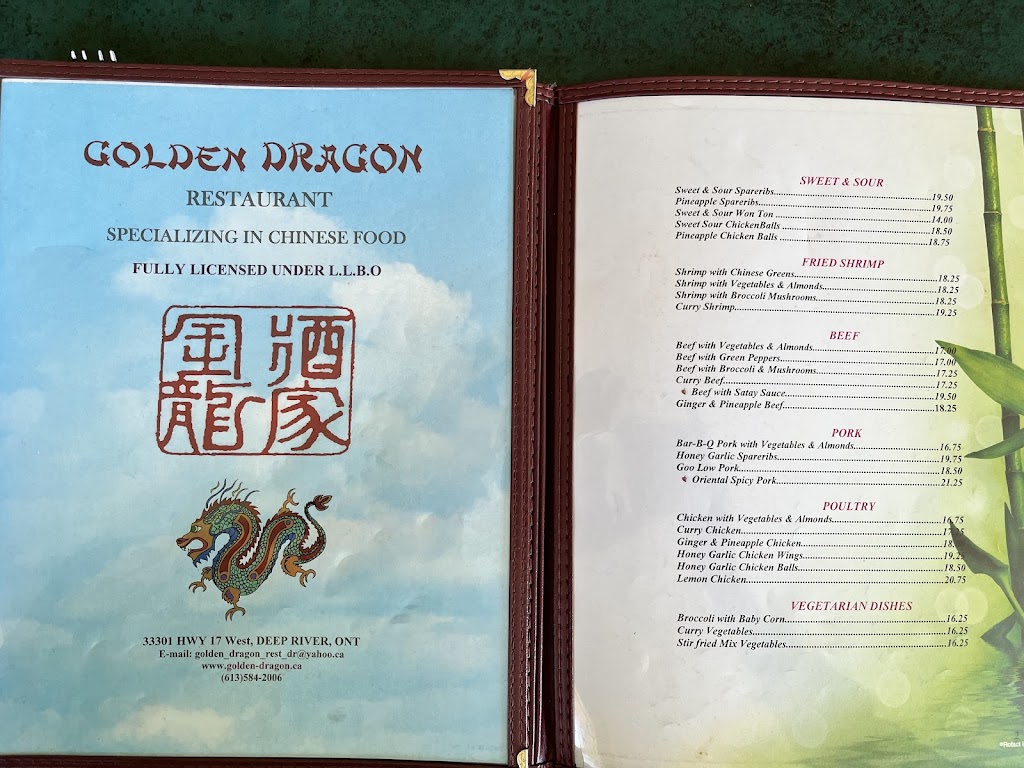 GOLDEN DRAGON
RESTAURANT
SPECIALIZING IN CHINESE FOOD
FULLY LICENSED UNDER L.L.B.O
金 酒
龍 家
33301 HWY 17 West, DEEP RIVER, ONT
E-mail: golden_dragon_rest_dr@yahoo.ca
www.golden-dragon.ca
(613)584-2006
SWEET & SOUR
Sweet & Sour Spareribs 19.50
Pineapple Spareribs 19.75
Sweet & Sour Won Ton 14.00
Sweet Sour ChickenBalls 18.50
Pineapple Chicken Balls 18.75
FRIED SHRIMP
Shrimp with Chinese Greens 18.25
Shrimp with Vegetables & Almonds 18.25
Shrimp with Broccoli Mushrooms 18.25
Curry Shrimp 19.25
BEEF
Beef with Vegetables & Almonds 17.00
Beef with Green Peppers 17.00
Beef with Broccoli & Mushrooms 17.25
Curry Beef 17.25
Beef with Satay Sauce 19.50
Ginger & Pineapple Beef 18.25
PORK
Bar-B-Q Pork with Vegetables & Almonds 16.75
Honey Garlic Spareribs 19.75
Goo Low Pork 18.50
Oriental Spicy Pork 21.25
POULTRY
Chicken with Vegetables & Almonds 16.75
Curry Chicken
Ginger & Pineapple Chicken
Honey Garlic Chicken Wings
Honey Garlic Chicken Balls 18.50
Lemon Chicken 20.75
VEGETARIAN DISHES
Broccoli with Baby Corn 16.25
Curry Vegetables 16.25
Stir fried Mix Vegetables 16.25